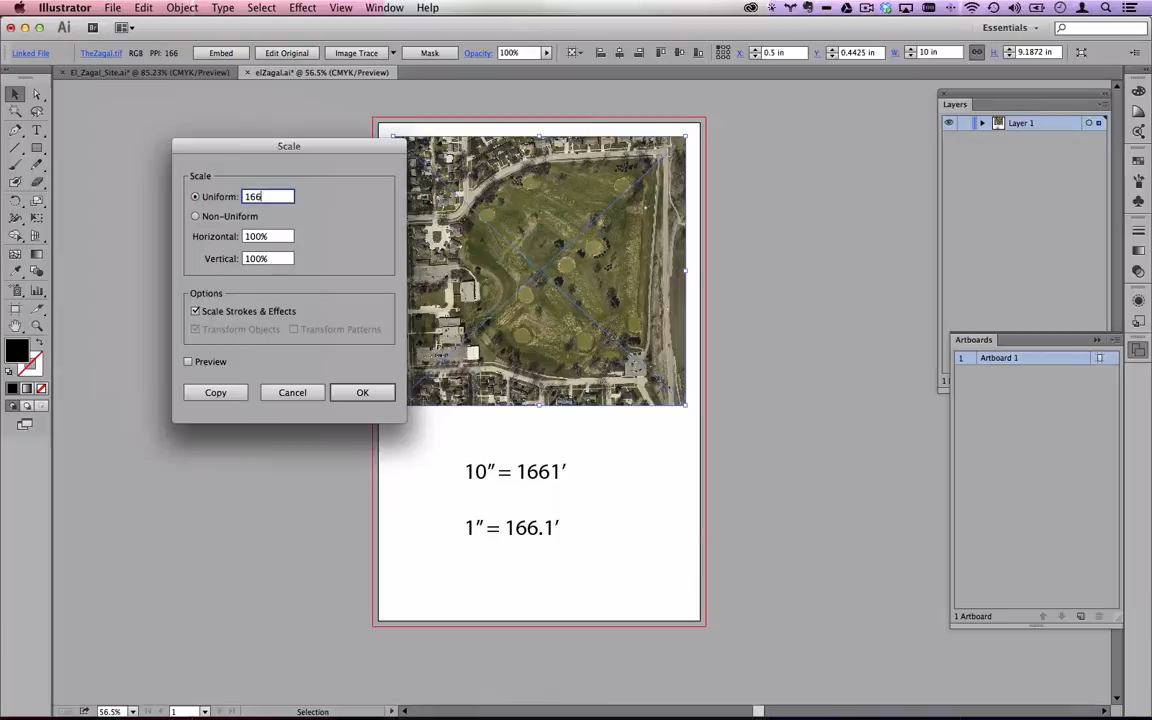 Illustrator File Edit Object Type Select Effect View Window Help
Ai Br Essentials
Linked File TheZagal.tif RGB PPI: 166 Embed Edit Original Image Trace Mask Opacity: 100% X: 0.5 in Y: 0.4425 in W: 10 in H: 9.1872 in
× El_Zagal_Site.ai* @ 85.23% (CMYK/Preview) × elZagal.ai* @ 56.5% (CMYK/Preview)
Layers
Layer 1
Scale
Scale
Uniform: 166
Non-Uniform
Horizontal: 100%
Vertical: 100%
Options
Scale Strokes & Effects
Transform Objects Transform Patterns
Preview
Copy Cancel OK
Artboards
1 Artboard 1
10” = 1661’
1” = 166.1’
1 Artboard
56.5% 1 Selection